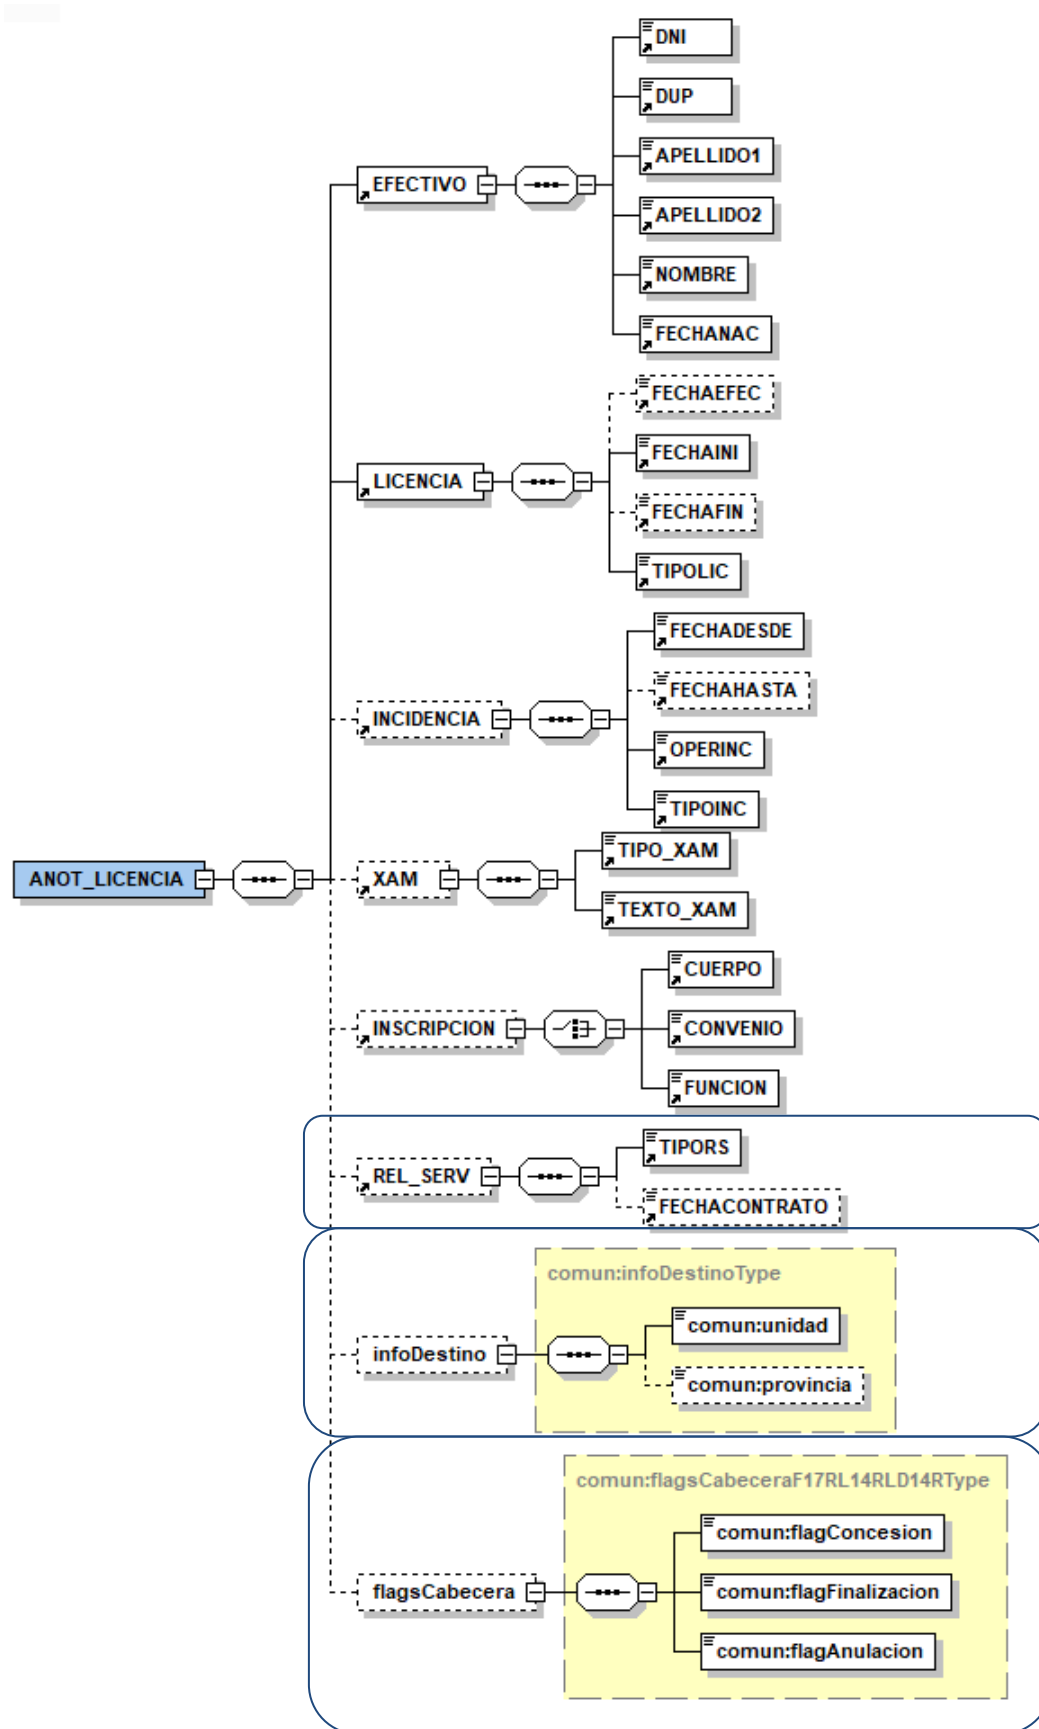 DNI
DUP
APELLIDO1
EFECTIVO
APELLIDO2
NOMBRE
FECHANAC
FECHAEFEC
FECHAINI
LICENCIA
FECHAFIN
TIPOLIC
FECHADESDE
FECHAHASTA
INCIDENCIA
OPERINC
TIPOINC
TIPO_XAM
ANOT_LICENCIA
XAM
TEXTO_XAM
CUERPO
INSCRIPCION
CONVENIO
FUNCION
TIPORS
REL_SERV
FECHACONTRATO
comun:infoDestinoType
comun:unidad
infoDestino
comun:provincia
comun:flagsCabeceraF17RL14RLD14RType
comun:flagConcesion
flagsCabecera
comun:flagFinalizacion
comun:flagAnulacion